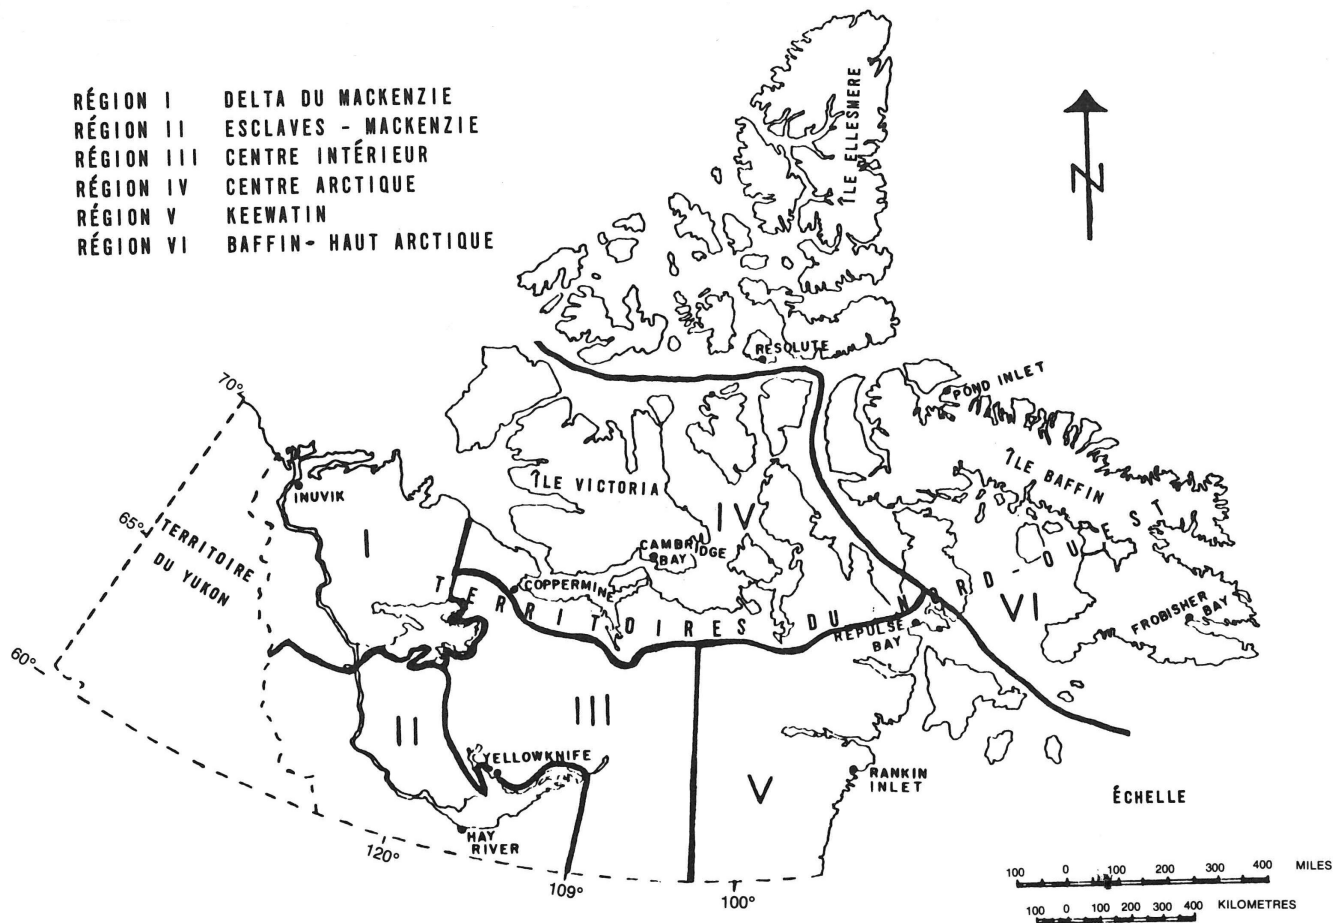 RÉGION I DELTA DU MACKENZIE
RÉGION II ESCLAVES - MACKENZIE
RÉGION III CENTRE INTÉRIEUR
RÉGION IV CENTRE ARCTIQUE
RÉGION V KEEWATIN
RÉGION VI BAFFIN- HAUT ARCTIQUE
ÎLE ELLESMERE
N
RESOLUTE
POND INLET
70°
ÎLE BAFFIN
ÎLE VICTORIA
INUVIK
IV
65°
TERRITOIRE
DU YUKON
I
CAMBRIDGE
BAY
COPPERMINE
TERRITOIRES DU NORD-OUEST
VI
FROBISHER
BAY
REPULSE
BAY
60°
III
II
YELLOWKNIFE
V
RANKIN
INLET
ÉCHELLE
HAY
RIVER
120°
109°
100°
100 0 100 200 300 400 MILES
100 0 100 200 300 400 KILOMETRES